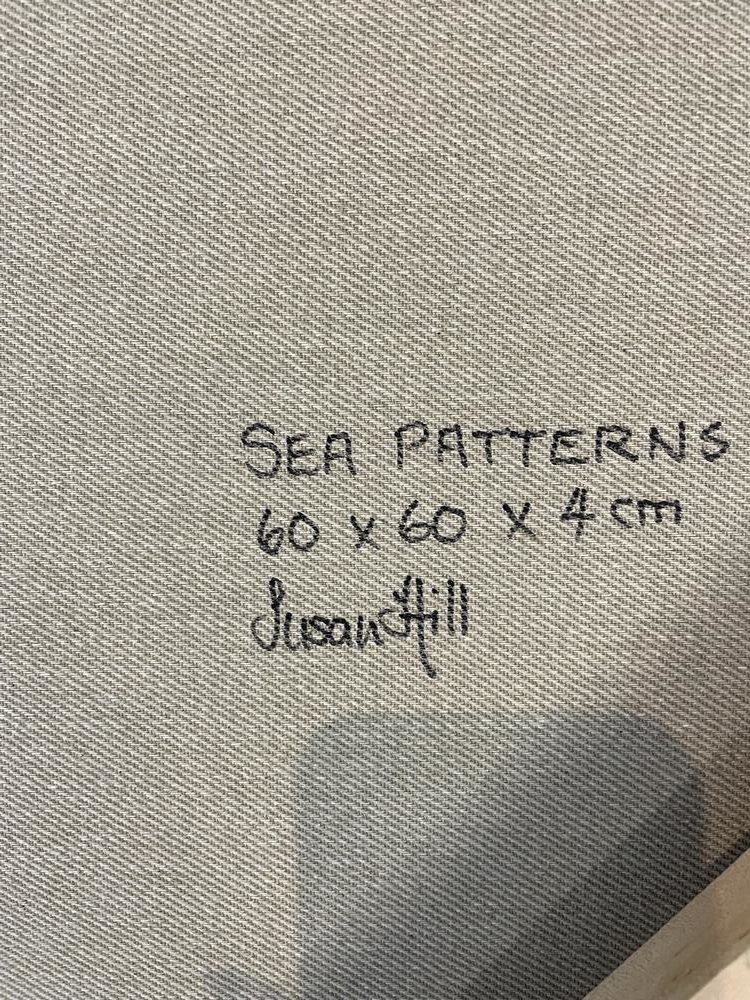 SEA PATTERNS
60 x 60 x 4 cm
Susan Hill